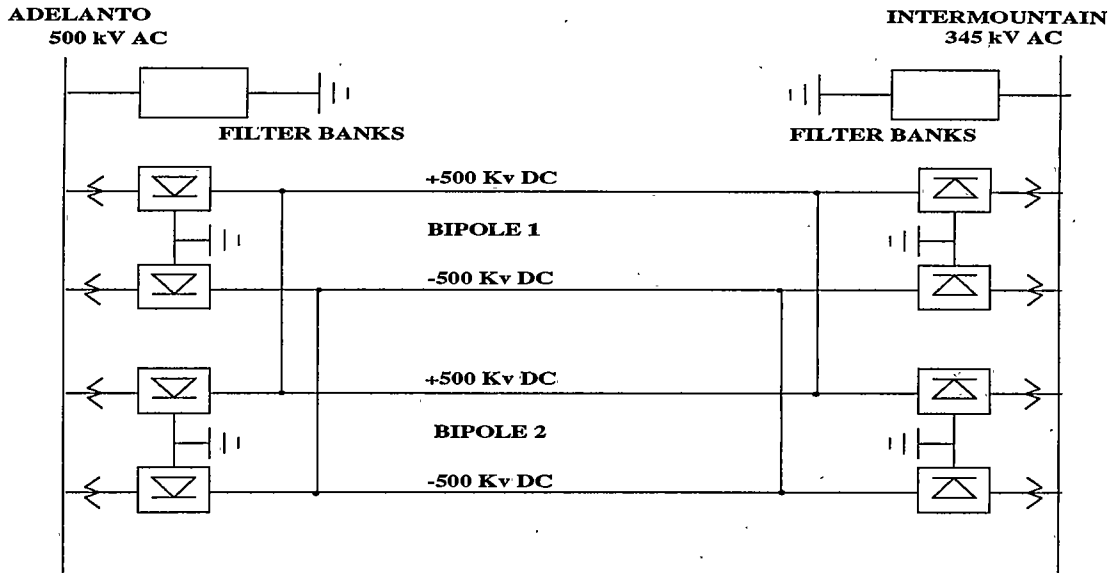 ADELANTO
500 kV AC
INTERMOUNTAIN
345 kV AC
FILTER BANKS
FILTER BANKS
+500 Kv DC
BIPOLE 1
-500 Kv DC
+500 Kv DC
BIPOLE 2
-500 Kv DC